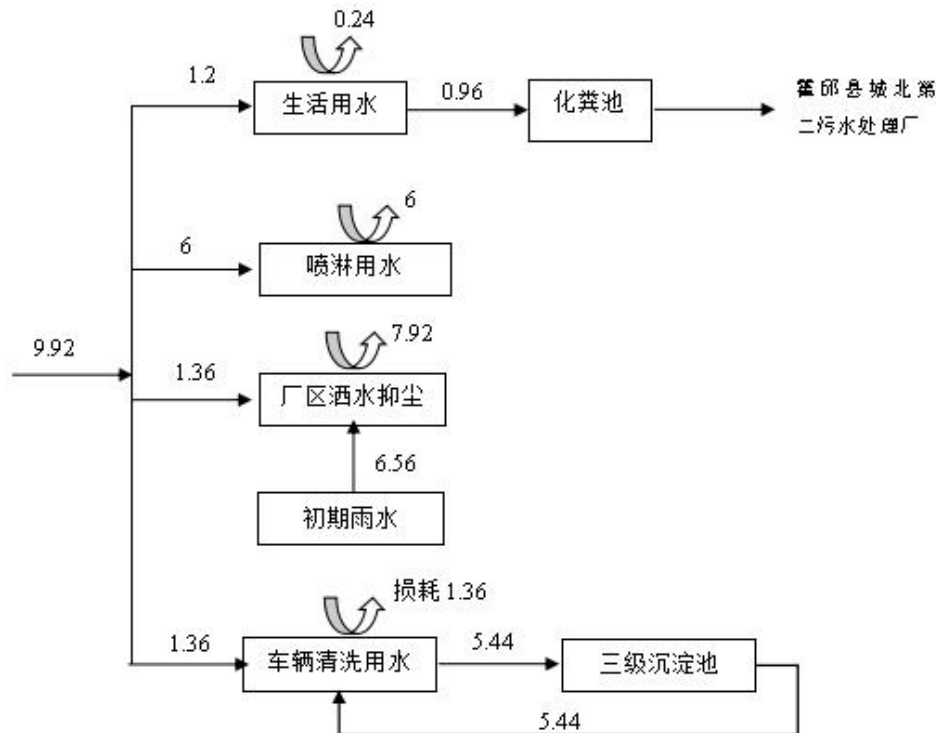 0.24
1.2
生活用水
0.96
化粪池
霍邱县城北第
二污水处理厂
6
6
喷淋用水
9.92
7.92
1.36
厂区洒水抑尘
6.56
初期雨水
损耗 1.36
1.36
车辆清洗用水
5.44
三级沉淀池
5.44